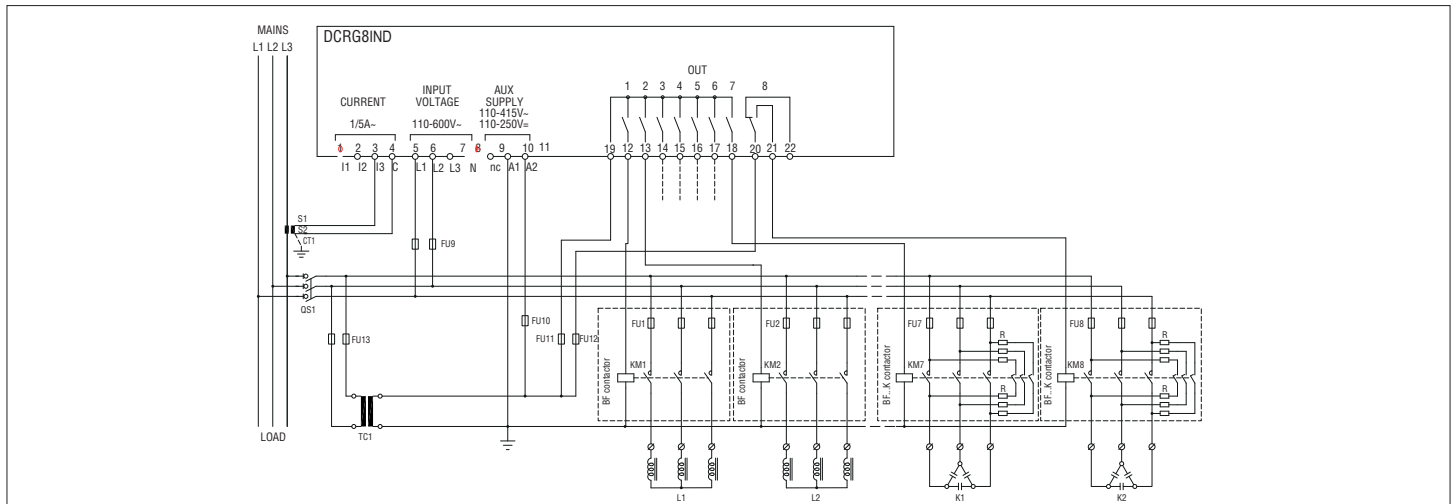 MAINS
L1 L2 L3
DCRG8IND
OUT
1 2 3 4 5 6 7 8
CURRENT
1/5A~
INPUT
VOLTAGE
110-600V~
AUX
SUPPLY
110-415V~
110-250V=
1 2 3 4 5 6 7 8 9 10 11
I1 I2 I3 C L1 L2 L3 N nc A1 A2
19 12 13 14 15 16 17 18 20 21 22
S1
S2
CT1
FU9
QS1
FU13
FU10
FU11
FU12
FU1
FU2
FU7
FU8
R
R
KM1
KM2
KM7
KM8
R
R
BF contactor
BF contactor
BF...K contactor
BF...K contactor
LOAD
TC1
L1
L2
K1
K2